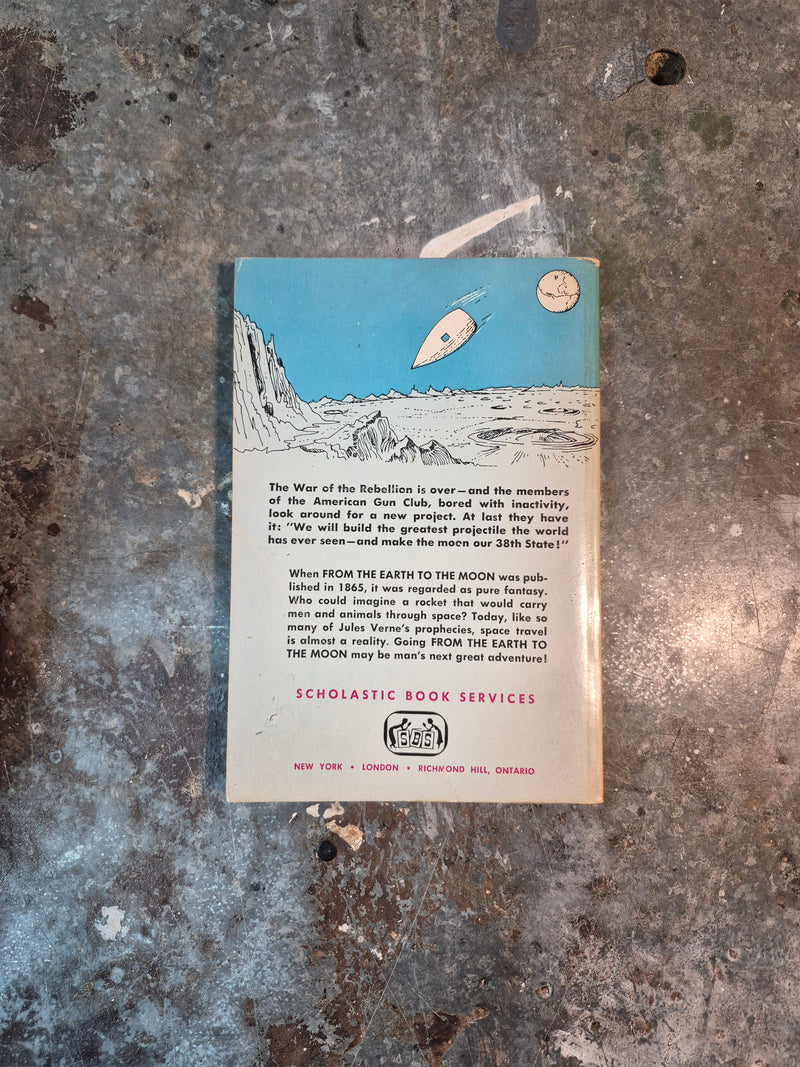 The War of the Rebellion is over—and the members
of the American Gun Club, bored with inactivity,
look around for a new project. At last they have
it: "We will build the greatest projectile the world
has ever seen—and make the moon our 38th State!"
When FROM THE EARTH TO THE MOON was pub-
lished in 1865, it was regarded as pure fantasy.
Who could imagine a rocket that would carry
men and animals through space? Today, like so
many of Jules Verne's prophecies, space travel
is almost a reality. Going FROM THE EARTH TO
THE MOON may be man's next great adventure!
SCHOLASTIC BOOK SERVICES
SBS
NEW YORK • LONDON • RICHMOND HILL, ONTARIO